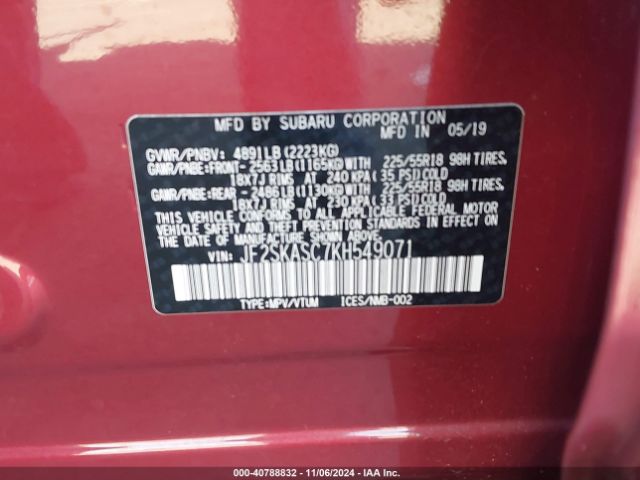 MFD BY SUBARU CORPORATION
GVWR/PNBV: 4891LB(2223KG) 05/19
GAWR/PNBE:FRONT- 2563LB(1165KG)WITH 225/55R18 98H TIRES,
18X7J RIMS AT 240 KPA(35 PSI)COLD
GAWR/PNBE:REAR - 2486LB(1130KG)WITH 225/55R18 98H TIRES,
18X7J RIMS AT 230 KPA(33 PSI)COLD
THIS VEHICLE CONFORMS TO ALL APPLICABLE FEDERAL MOTOR
VEHICLE SAFETY AND THEFT PREVENTION STANDARDS IN EFFECT
ON THE DATE OF MANUFACTURE SHOWN ABOVE.
VIN: JF2SKASC7KH549071
TYPE:MPV/VTUM ICES/NMB-002
000-40788832 - 11/06/2024 - IAA Inc.